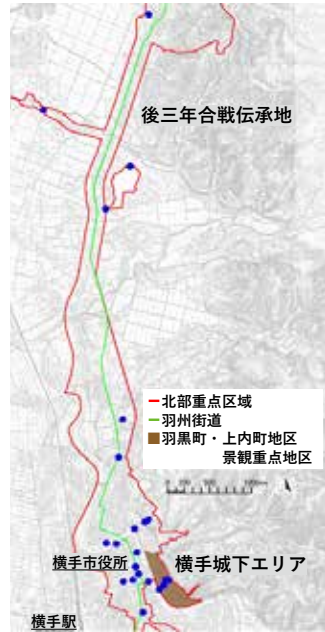 後三年合戦伝承地
北部重点区域
羽州街道
羽黒町・上内町地区
景観重点地区
横手市役所
横手城下エリア
横手駅